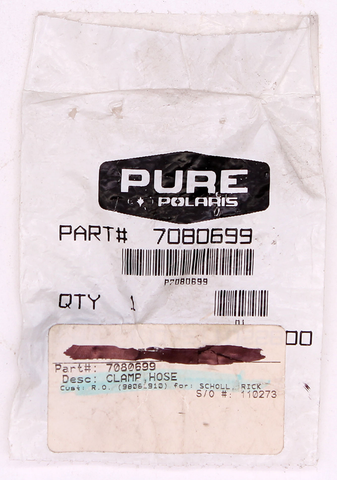 PURE
POLARIS
PART# 7080699
P7080699
QTY 1
01
00
Part#: 7080699
Desc: CLAMP,HOSE
Cust: R.O. (9806.910) for: SCHOLL, RICK
S/O #: 110273